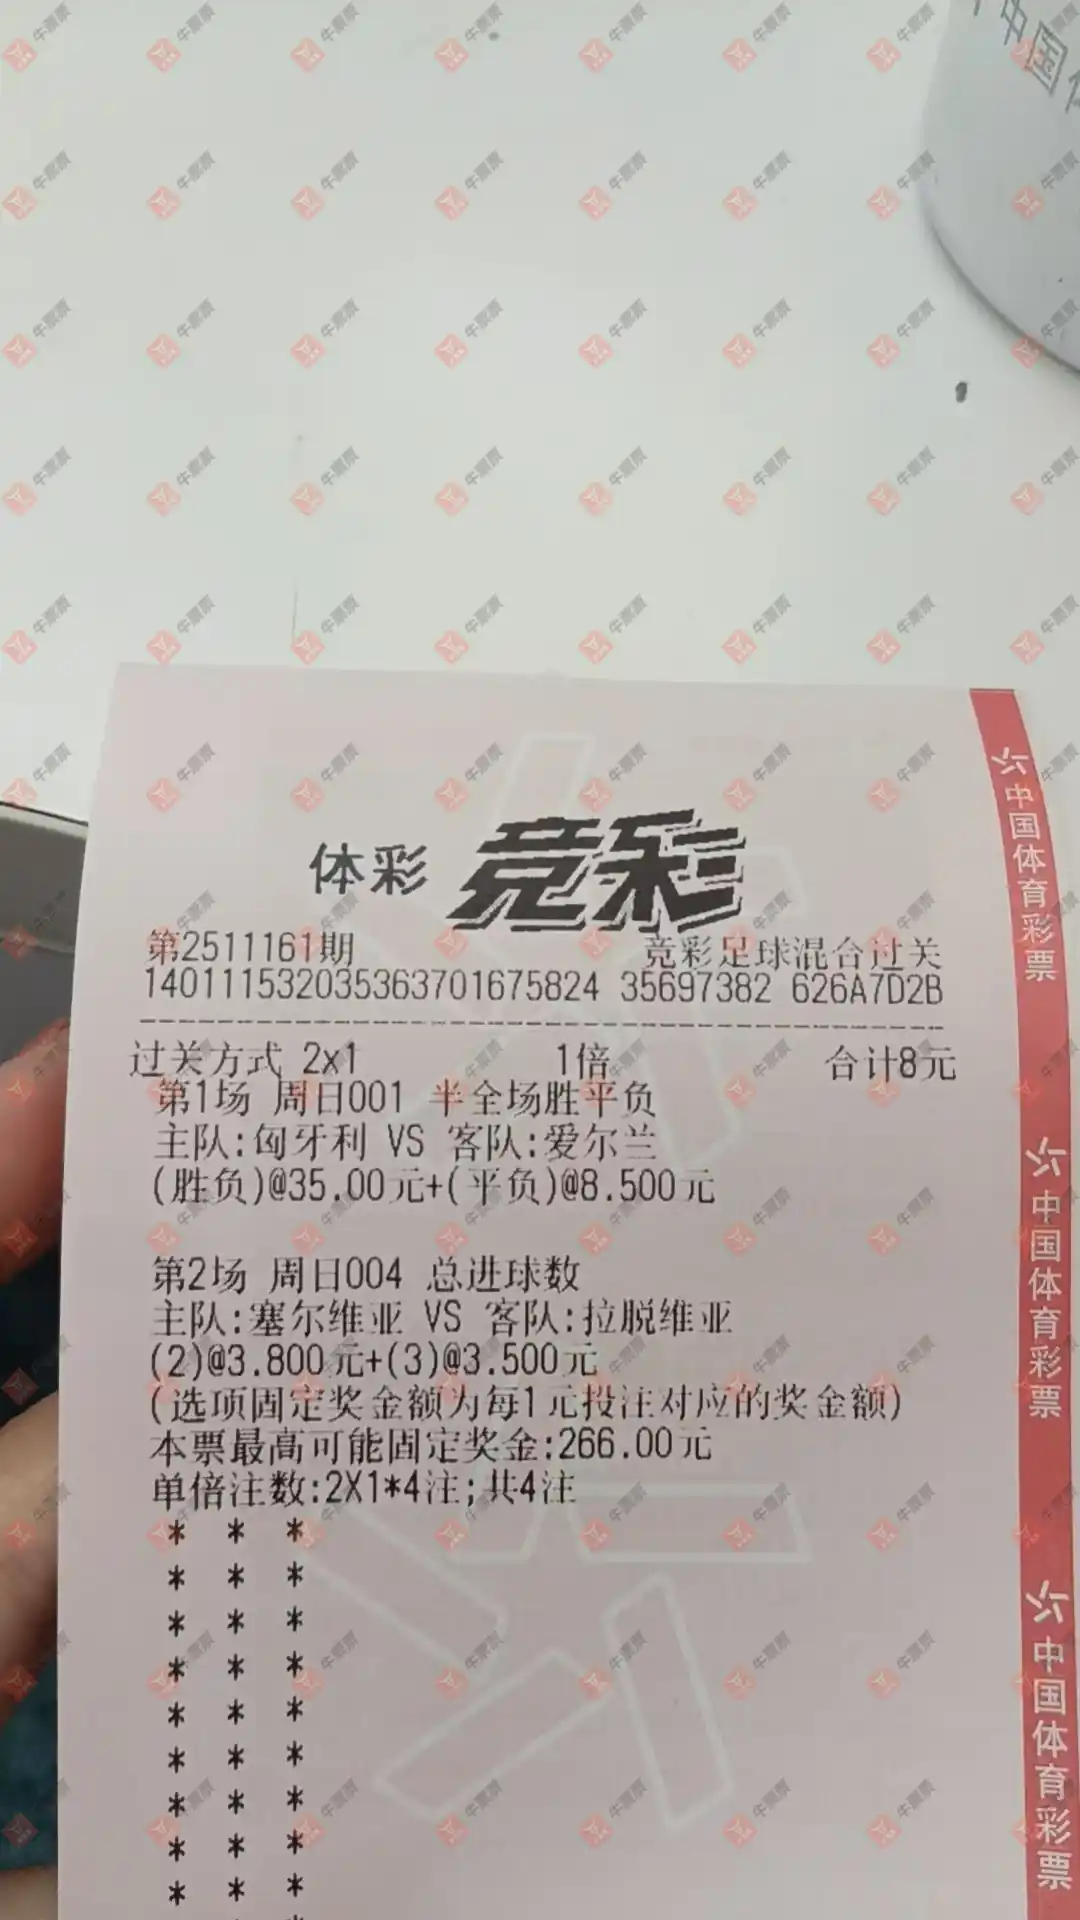 中国体
体彩 竞彩
第2511161期 竞彩足球混合过关
140111532035363701675824 35697382 626A7D2B
过关方式 2x1 1倍 合计8元
第1场 周日001 半全场胜平负
主队:匈牙利 VS 客队:爱尔兰
(胜负)@35.00元+(平负)@8.500元
第2场 周日004 总进球数
主队:塞尔维亚 VS 客队:拉脱维亚
(2)@3.800元+(3)@3.500元
(选项固定奖金额为每1元投注对应的奖金额)
本票最高可能固定奖金:266.00元
单倍注数:2X1*4注;共4注
* * *
* * *
* * *
* * *
* * *
* * *
* * *
* * *
* * *
中国体育彩票
中国体育彩票
中国体育彩票
牛票票